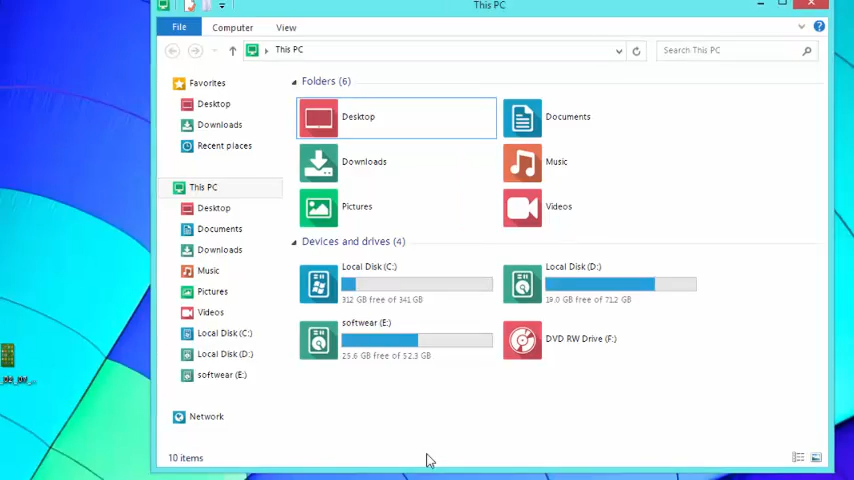 This PC
File Computer View
This PC
Search This PC
Favorites
Desktop
Downloads
Recent places
This PC
Desktop
Documents
Downloads
Music
Pictures
Videos
Local Disk (C:)
Local Disk (D:)
softwear (E:)
Network
Folders (6)
Desktop
Documents
Downloads
Music
Pictures
Videos
Devices and drives (4)
Local Disk (C:)
312 GB free of 341 GB
Local Disk (D:)
19.0 GB free of 71.2 GB
softwear (E:)
25.6 GB free of 52.3 GB
DVD RW Drive (F:)
10 items